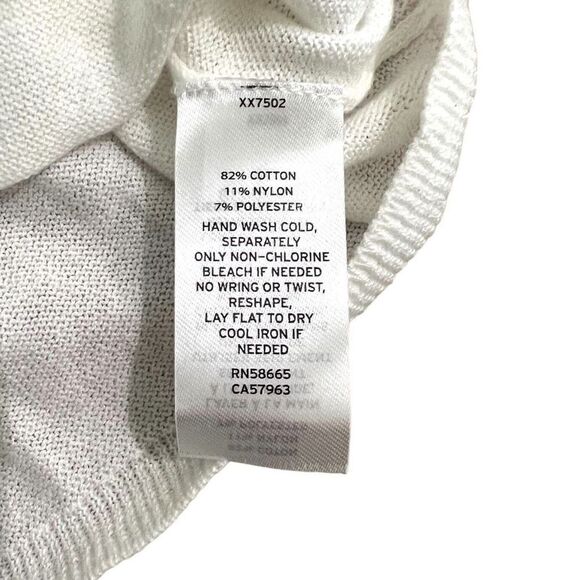 XX7502
82% COTTON
11% NYLON
7% POLYESTER
HAND WASH COLD,
SEPARATELY
ONLY NON-CHLORINE
BLEACH IF NEEDED
NO WRING OR TWIST,
RESHAPE,
LAY FLAT TO DRY
COOL IRON IF
NEEDED
RN58665
CA57963